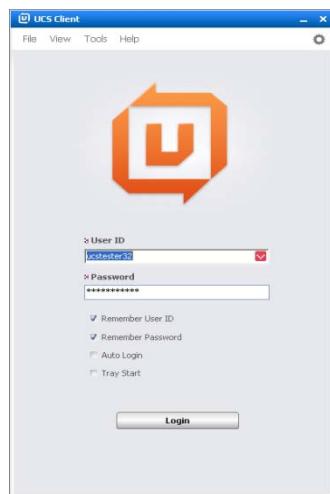 UCS Client
File View Tools Help
User ID
ucstester32
Password
***********
Remember User ID
Remember Password
Auto Login
Tray Start
Login